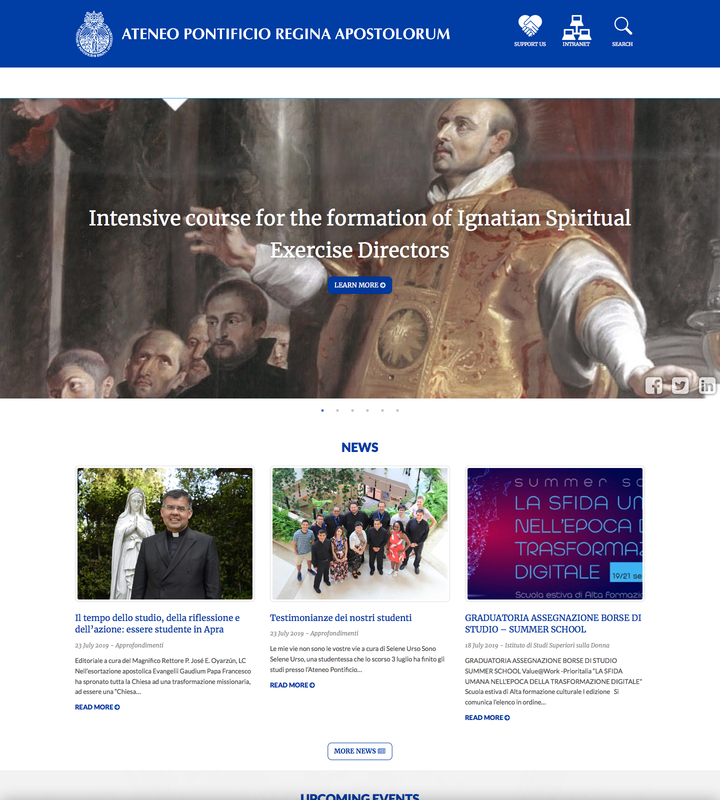 ATENEO PONTIFICIO REGINA APOSTOLORUM
SUPPORT US
INTRANET
SEARCH
Intensive course for the formation of Ignatian Spiritual
Exercise Directors
LEARN MORE
NEWS
summer sc
LA SFIDA UM
NELL'EPOCA D
TRASFORMAZ
DIGITALE
19/21 se
Scuola estiva di Alta Formazio
Il tempo dello studio, della riflessione e
dell'azione: essere studente in Apra
23 July 2019 – Approfondimenti
Editoriale a cura del Magnifico Rettore P. José E. Oyarzún, LC
Nell'esortazione apostolica Evangelii Gaudium Papa Francesco
ha spronato tutta la Chiesa ad una trasformazione missionaria,
ad essere una "Chiesa...
READ MORE
Testimonianze dei nostri studenti
23 July 2019 – Approfondimenti
Le mie vie non sono le vostre vie a cura di Selene Urso Sono
Selene Urso, una studentessa che lo scorso 3 luglio ha finito gli
studi presso l'Ateneo Pontificio...
READ MORE
GRADUATORIA ASSEGNAZIONE BORSE DI
STUDIO – SUMMER SCHOOL
18 July 2019 – Istituto di Studi Superiori sulla Donna
GRADUATORIA ASSEGNAZIONE BORSE DI STUDIO
SUMMER SCHOOL Value@Work -Prioritalia "LA SFIDA
UMANA NELL'EPOCA DELLA TRASFORMAZIONE DIGITALE"
Scuola estiva di Alta formazione culturale I edizione Si
comunica l'elenco in ordine...
READ MORE
MORE NEWS
UPCOMING EVENTS